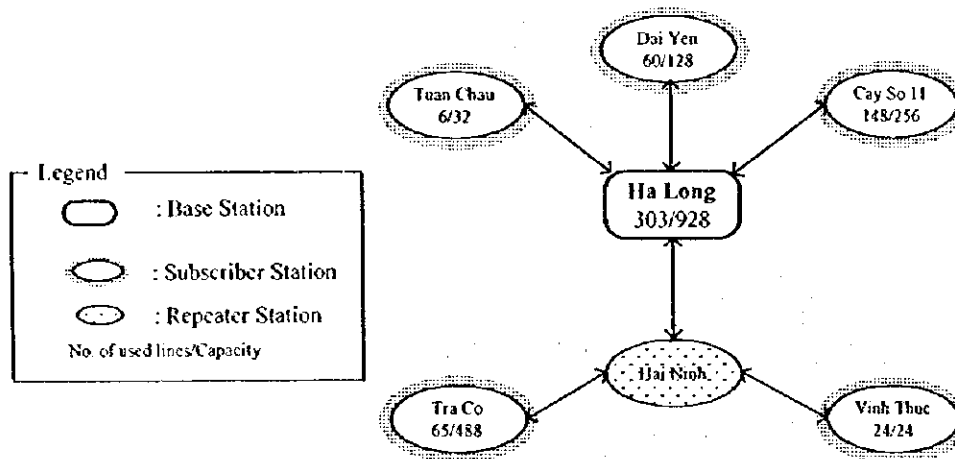 Dai Yen
60/128
Tuan Chau
6/32
Cay So 11
148/256
Ha Long
303/928
Legend
: Base Station
: Subscriber Station
: Repeater Station
No. of used lines/Capacity
Hai Ninh
Tra Co
65/488
Vinh Thuc
24/24